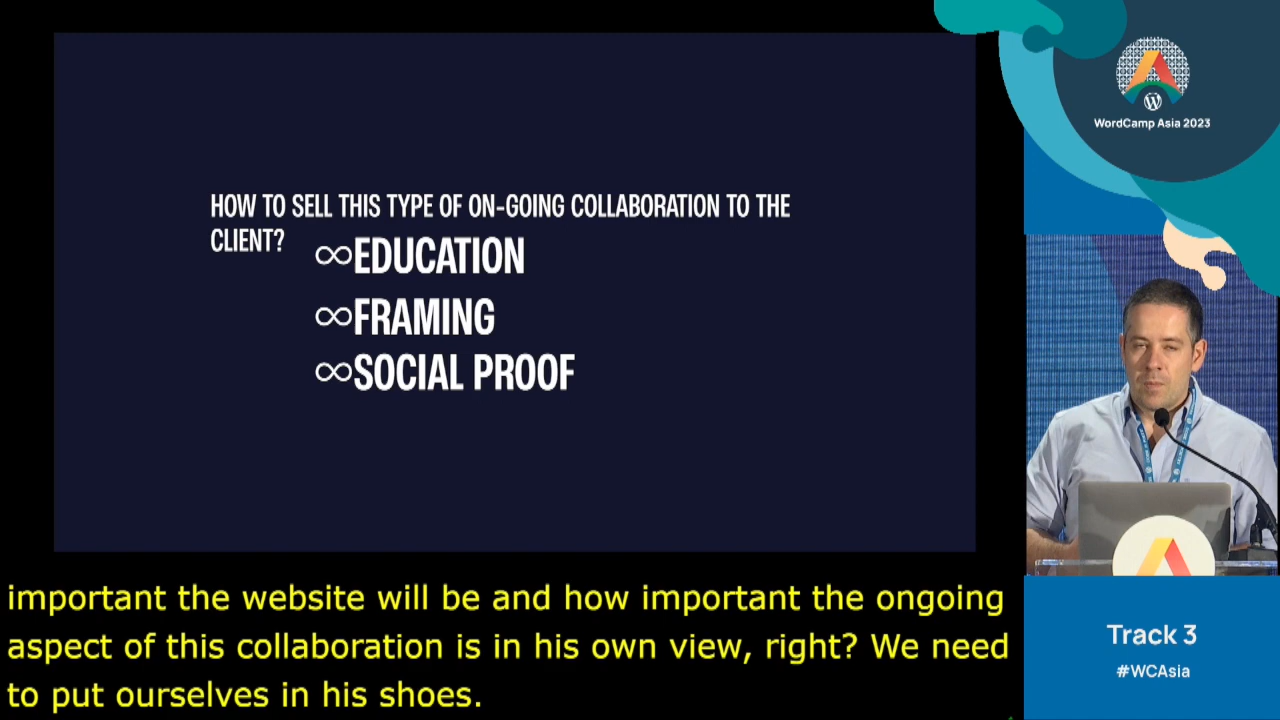 HOW TO SELL THIS TYPE OF ON-GOING COLLABORATION TO THE
CLIENT?
∞EDUCATION
∞FRAMING
∞SOCIAL PROOF
important the website will be and how important the ongoing
aspect of this collaboration is in his own view, right? We need
to put ourselves in his shoes.
WordCamp Asia 2023
Track 3
#WCAsia